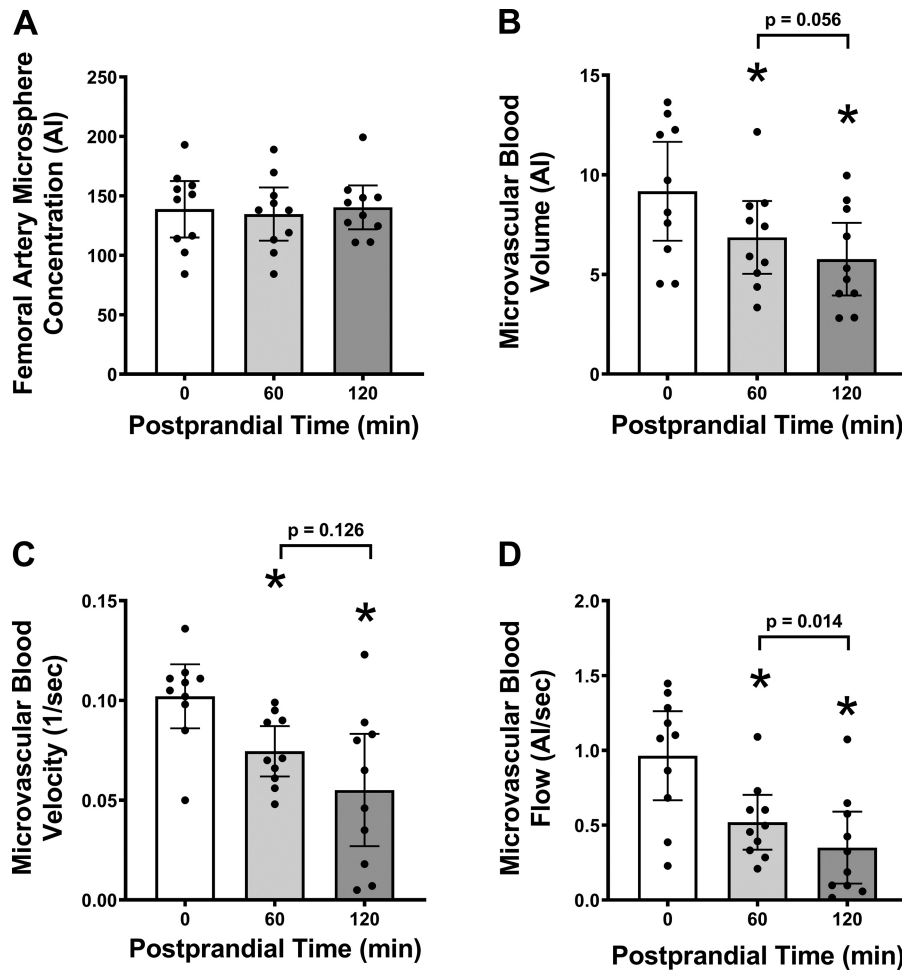 A
Femoral Artery Microsphere
Concentration (AI)
250
200
150
100
50
0
0 60 120
Postprandial Time (min)
B
p = 0.056
Microvascular Blood
Volume (AI)
15
10
5
0
* *
0 60 120
Postprandial Time (min)
C
p = 0.126
Microvascular Blood
Velocity (1/sec)
0.15
0.10
0.05
0.00
* *
0 60 120
Postprandial Time (min)
D
p = 0.014
Microvascular Blood
Flow (AI/sec)
2.0
1.5
1.0
0.5
0.0
* *
0 60 120
Postprandial Time (min)